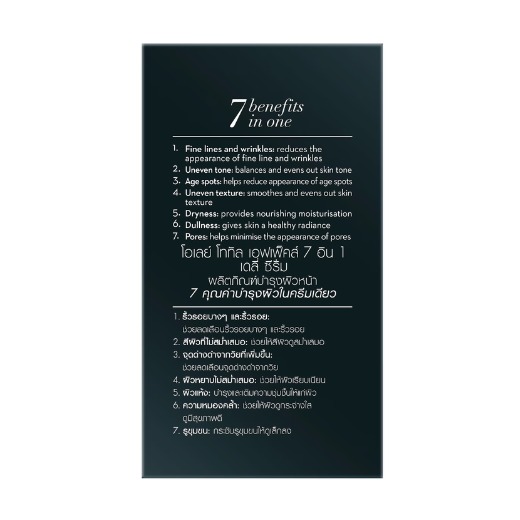 7 benefits
in one
1. Fine lines and wrinkles: reduces the
appearance of fine line and wrinkles
2. Uneven tone: balances and evens out skin tone
3. Age spots: helps reduce appearance of age spots
4. Uneven texture: smoothes and evens out skin
texture
5. Dryness: provides nourishing moisturisation
6. Dullness: gives skin a healthy radiance
7. Pores: helps minimise the appearance of pores
โอเลย์ โททัล เอฟเฟ็คส์ 7 อิน 1
เดลี่ ซีรั่ม
ผลิตภัณฑ์บำรุงผิวหน้า
7 คุณค่าบำรุงผิวในครีมเดียว
1. ริ้วรอยบางๆ และริ้วรอย:
ช่วยลดเลือนริ้วรอยบางๆ และริ้วรอย
2. สีผิวที่ไม่สม่ำเสมอ: ช่วยให้สีผิวดูสม่ำเสมอ
3. จุดด่างดำจากวัยที่เพิ่มขึ้น:
ช่วยลดเลือนจุดด่างดำจากวัย
4. ผิวหยาบไม่สม่ำเสมอ: ช่วยให้ผิวเรียบเนียน
5. ผิวแห้ง: บำรุงและเติมความชุ่มชื้นให้แก่ผิว
6. ความหมองคล้ำ: ช่วยให้ผิวดูกระจ่างใส
ดูมีสุขภาพดี
7. รูขุมขน: กระชับรูขุมขนให้ดูเล็กลง